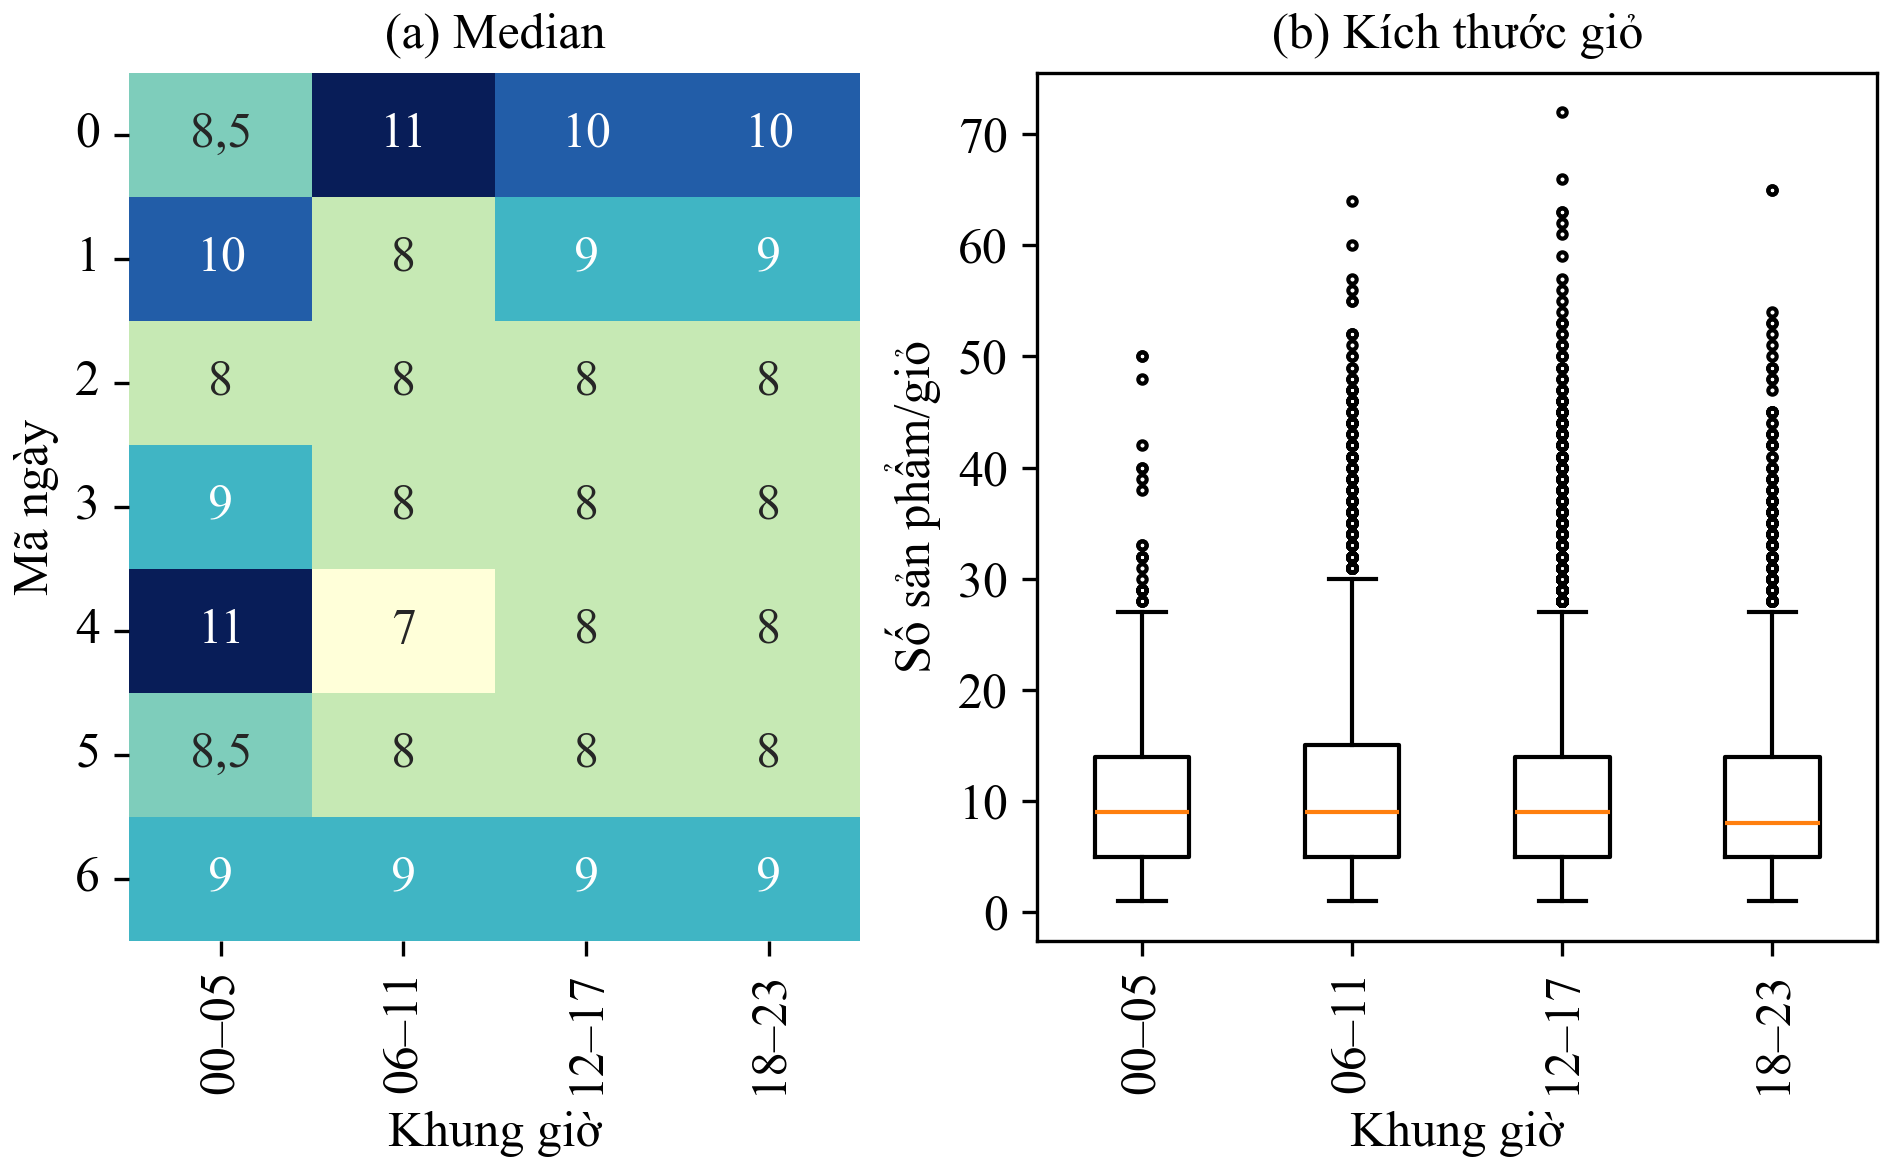 (a) Median
Mã ngày
0 8,5 11 10 10
1 10 8 9 9
2 8 8 8 8
3 9 8 8 8
4 11 7 8 8
5 8,5 8 8 8
6 9 9 9 9
00–05 06–11 12–17 18–23
Khung giờ
(b) Kích thước giỏ
Số sản phẩm/giỏ
70
60
50
40
30
20
10
0
00–05 06–11 12–17 18–23
Khung giờ